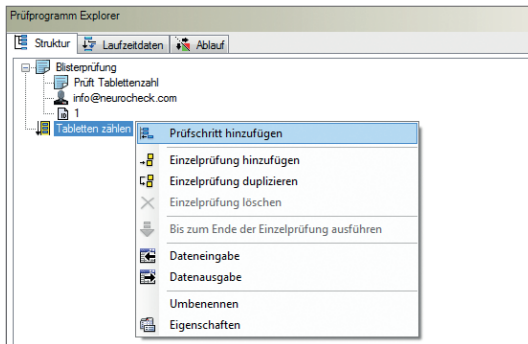 Prüfprogramm Explorer
Struktur Laufzeitdaten Ablauf
Blisterprüfung
Prüft Tablettenzahl
info@neurocheck.com
1
Tabletten zählen
Prüfschritt hinzufügen
Einzelprüfung hinzufügen
Einzelprüfung duplizieren
Einzelprüfung löschen
Bis zum Ende der Einzelprüfung ausführen
Dateneingabe
Datenausgabe
Umbenennen
Eigenschaften